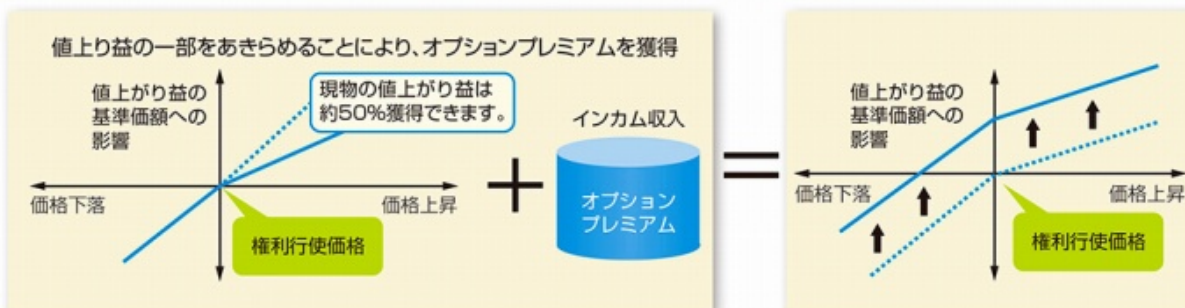 値上り益の一部をあきらめることにより、オプションプレミアムを獲得
値上がり益の
基準価額への
影響
現物の値上がり益は
約50%獲得できます。
価格下落
価格上昇
権利行使価格
＋
インカム収入
オプション
プレミアム
＝
値上がり益の
基準価額への
影響
価格下落
価格上昇
権利行使価格